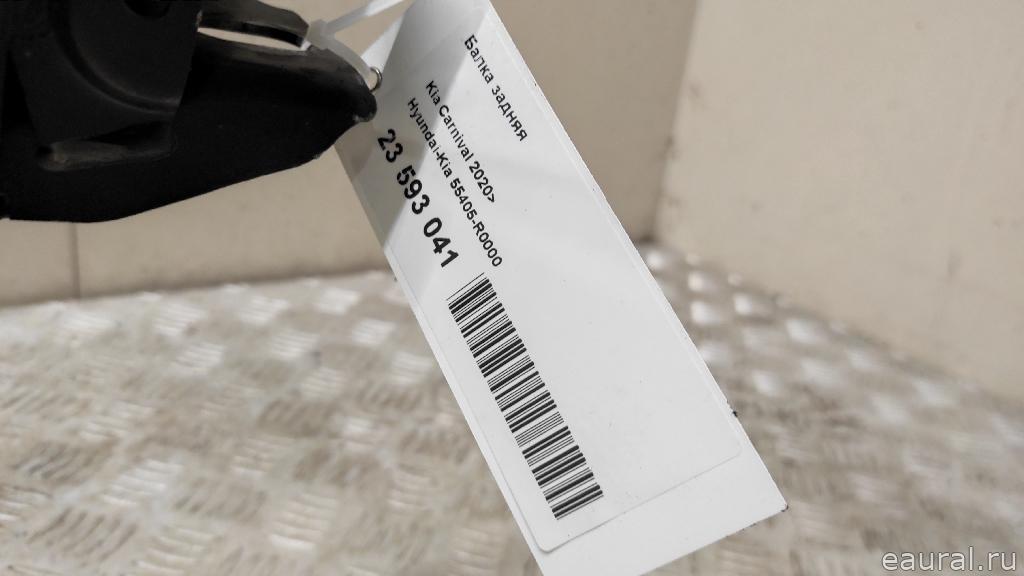 Балка задняя
Kia Carnival 2020>
Hyundai-Kia 55405-R0000
23 593 041
eaural.ru